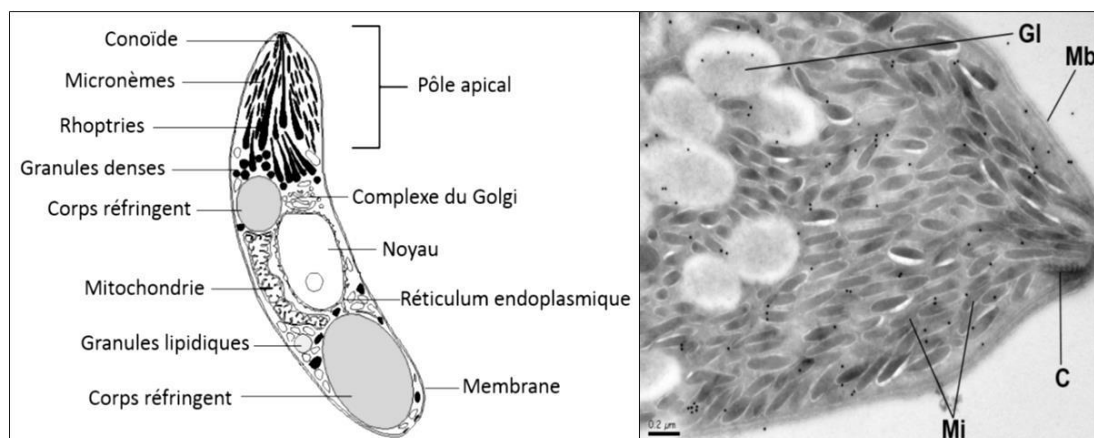 Conoïde
Micronèmes
Rhoptries
Granules denses
Corps réfringent
Mitochondrie
Granules lipidiques
Corps réfringent
Pôle apical
Complexe du Golgi
Noyau
Réticulum endoplasmique
Membrane
Gl
Mb
C
Mi
0.2 µm